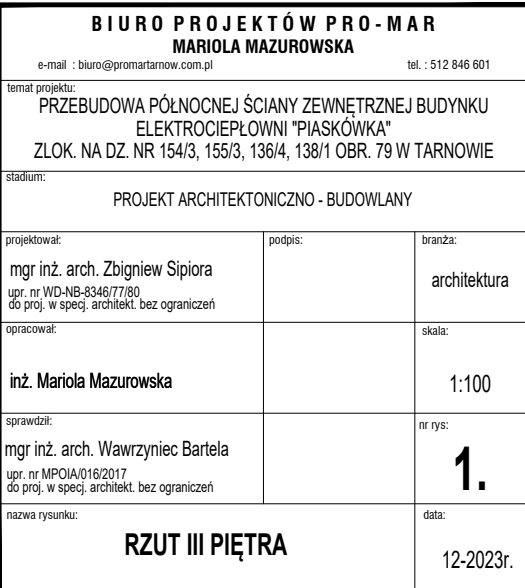 BIURO PROJEKTÓW PRO-MAR
MARIOLA MAZUROWSKA
e-mail : biuro@promartarnow.com.pl tel. : 512 846 601
temat projektu:
PRZEBUDOWA PÓŁNOCNEJ ŚCIANY ZEWNĘTRZNEJ BUDYNKU
ELEKTROCIEPŁOWNI "PIASKÓWKA"
ZLOK. NA DZ. NR 154/3, 155/3, 136/4, 138/1 OBR. 79 W TARNOWIE
stadium:
PROJEKT ARCHITEKTONICZNO - BUDOWLANY
projektował: podpis: branża:
mgr inż. arch. Zbigniew Sipiora
upr. nr WD-NB-8346/77/80
do proj. w specj. architekt. bez ograniczeń
architektura
opracował: skala:
inż. Mariola Mazurowska 1:100
sprawdził: nr rys:
mgr inż. arch. Wawrzyniec Bartela
upr. nr MPOIA/016/2017
do proj. w specj. architekt. bez ograniczeń
1.
nazwa rysunku: data:
RZUT III PIĘTRA 12-2023r.